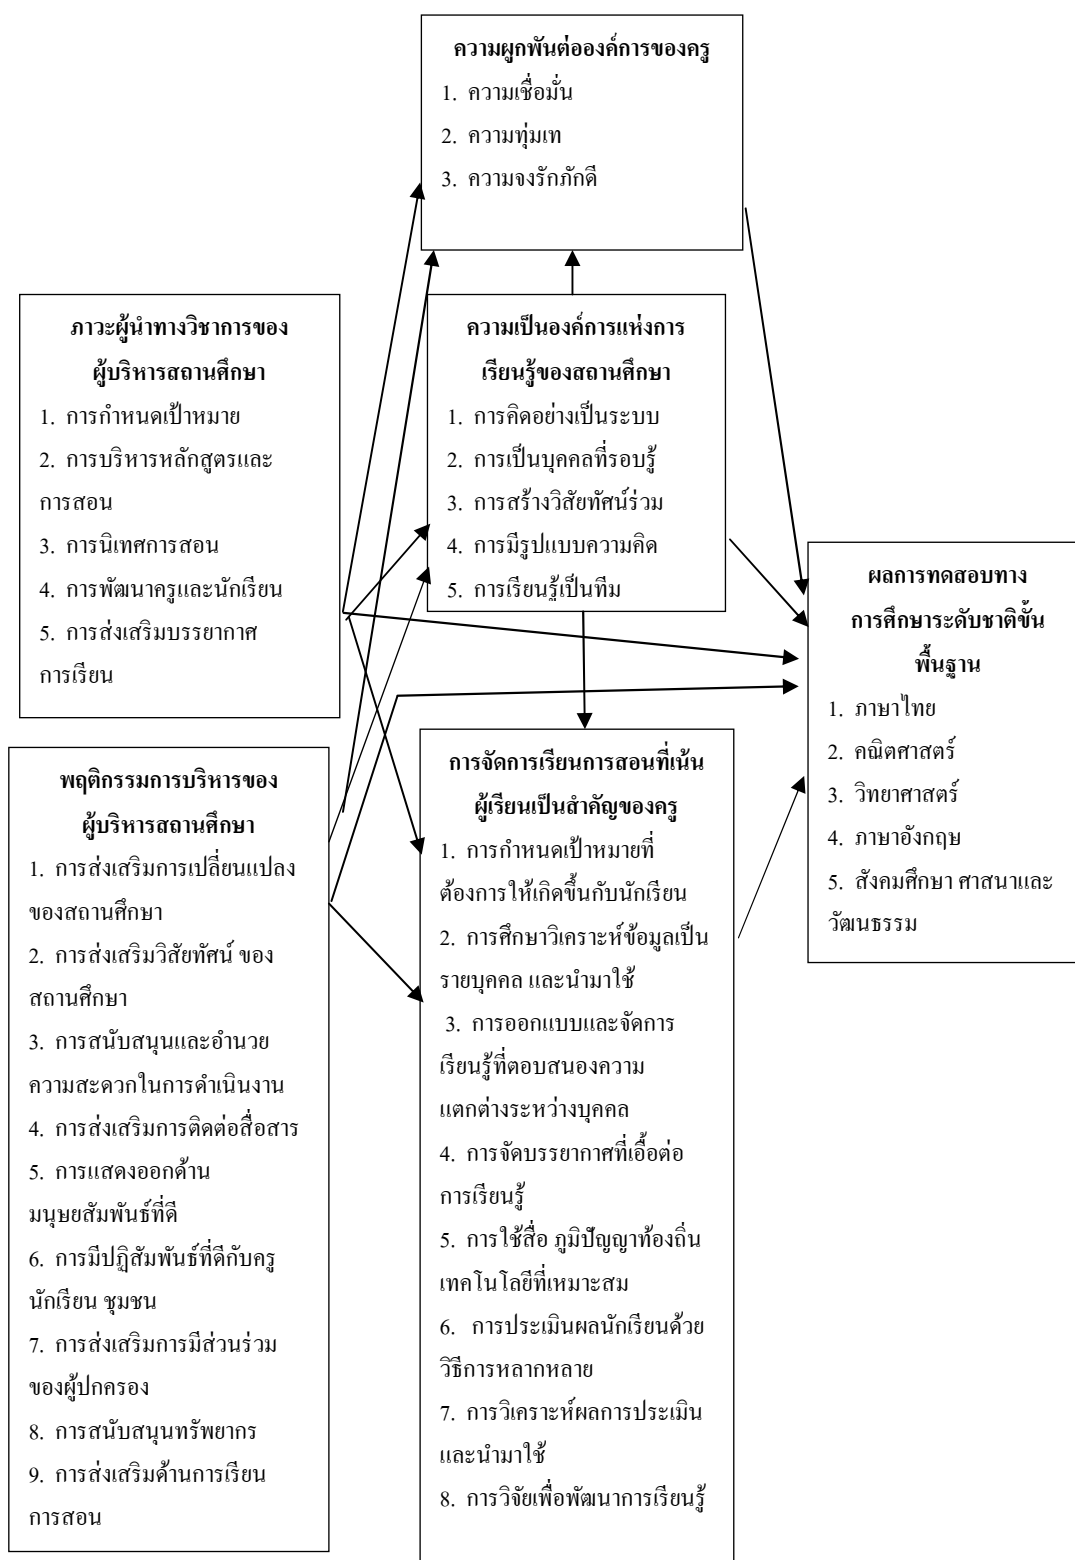 ความผูกพันต่อองค์การของครู
1. ความเชื่อมั่น
2. ความทุ่มเท
3. ความจงรักภักดี
ภาวะผู้นำทางวิชาการของ
ผู้บริหารสถานศึกษา
1. การกำหนดเป้าหมาย
2. การบริหารหลักสูตรและ
การสอน
3. การนิเทศการสอน
4. การพัฒนาครูและนักเรียน
5. การส่งเสริมบรรยากาศ
การเรียน
ความเป็นองค์การแห่งการ
เรียนรู้ของสถานศึกษา
1. การคิดอย่างเป็นระบบ
2. การเป็นบุคคลที่รอบรู้
3. การสร้างวิสัยทัศน์ร่วม
4. การมีรูปแบบความคิด
5. การเรียนรู้เป็นทีม
ผลการทดสอบทาง
การศึกษาระดับชาติขั้น
พื้นฐาน
1. ภาษาไทย
2. คณิตศาสตร์
3. วิทยาศาสตร์
4. ภาษาอังกฤษ
5. สังคมศึกษา ศาสนาและ
วัฒนธรรม
พฤติกรรมการบริหารของ
ผู้บริหารสถานศึกษา
1. การส่งเสริมการเปลี่ยนแปลง
ของสถานศึกษา
2. การส่งเสริมวิสัยทัศน์ ของ
สถานศึกษา
3. การสนับสนุนและอำนวย
ความสะดวกในการดำเนินงาน
4. การส่งเสริมการติดต่อสื่อสาร
5. การแสดงออกด้าน
มนุษยสัมพันธ์ที่ดี
6. การมีปฏิสัมพันธ์ที่ดีกับครู
นักเรียน ชุมชน
7. การส่งเสริมการมีส่วนร่วม
ของผู้ปกครอง
8. การสนับสนุนทรัพยากร
9. การส่งเสริมด้านการเรียน
การสอน
การจัดการเรียนการสอนที่เน้น
ผู้เรียนเป็นสำคัญของครู
1. การกำหนดเป้าหมายที่
ต้องการให้เกิดขึ้นกับนักเรียน
2. การศึกษาวิเคราะห์ข้อมูลเป็น
รายบุคคล และนำมาใช้
3. การออกแบบและจัดการ
เรียนรู้ที่ตอบสนองความ
แตกต่างระหว่างบุคคล
4. การจัดบรรยากาศที่เอื้อต่อ
การเรียนรู้
5. การใช้สื่อ ภูมิปัญญาท้องถิ่น
เทคโนโลยีที่เหมาะสม
6. การประเมินผลนักเรียนด้วย
วิธีการหลากหลาย
7. การวิเคราะห์ผลการประเมิน
และนำมาใช้
8. การวิจัยเพื่อพัฒนาการเรียนรู้